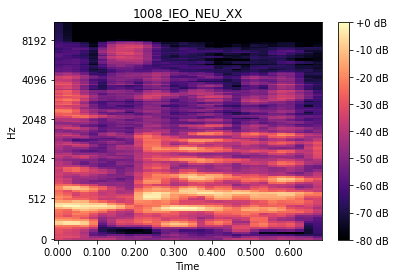 1008_IEO_NEU_XX
+0 dB
8192
-10 dB
4096
-20 dB
-30 dB
2048
Hz
-40 dB
1024
-50 dB
512
-60 dB
-70 dB
0
-80 dB
0.000 0.100 0.200 0.300 0.400 0.500 0.600
Time